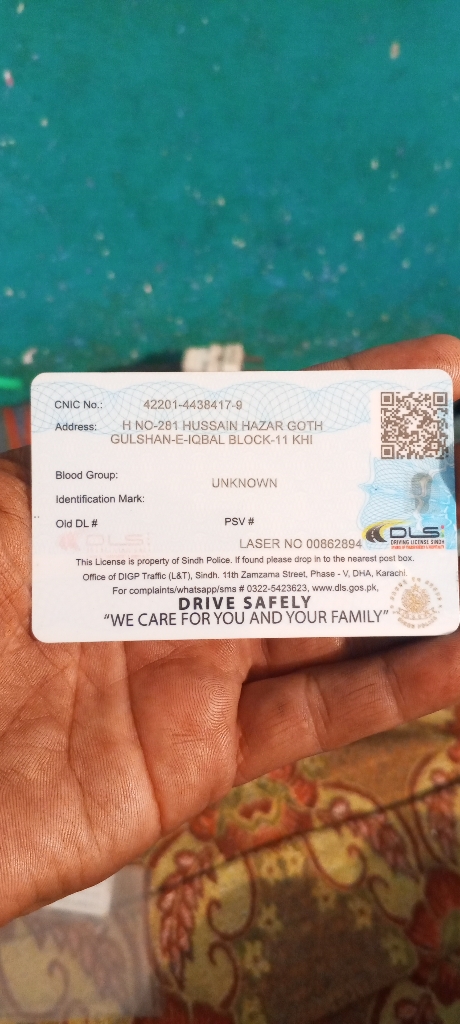 CNIC No.: 42201-4438417-9
Address: H NO-281 HUSSAIN HAZAR GOTH
GULSHAN-E-IQBAL BLOCK-11 KHI
Blood Group: UNKNOWN
Identification Mark:
Old DL # PSV #
LASER NO 00862894
DLS
DRIVING LICENSE SINDH
This License is property of Sindh Police. If found please drop in to the nearest post box.
Office of DIGP Traffic (L&T), Sindh. 11th Zamzama Street, Phase - V, DHA, Karachi.
For complaints/whatsapp/sms # 0322-5423623, www.dls.gos.pk,
DRIVE SAFELY
"WE CARE FOR YOU AND YOUR FAMILY"